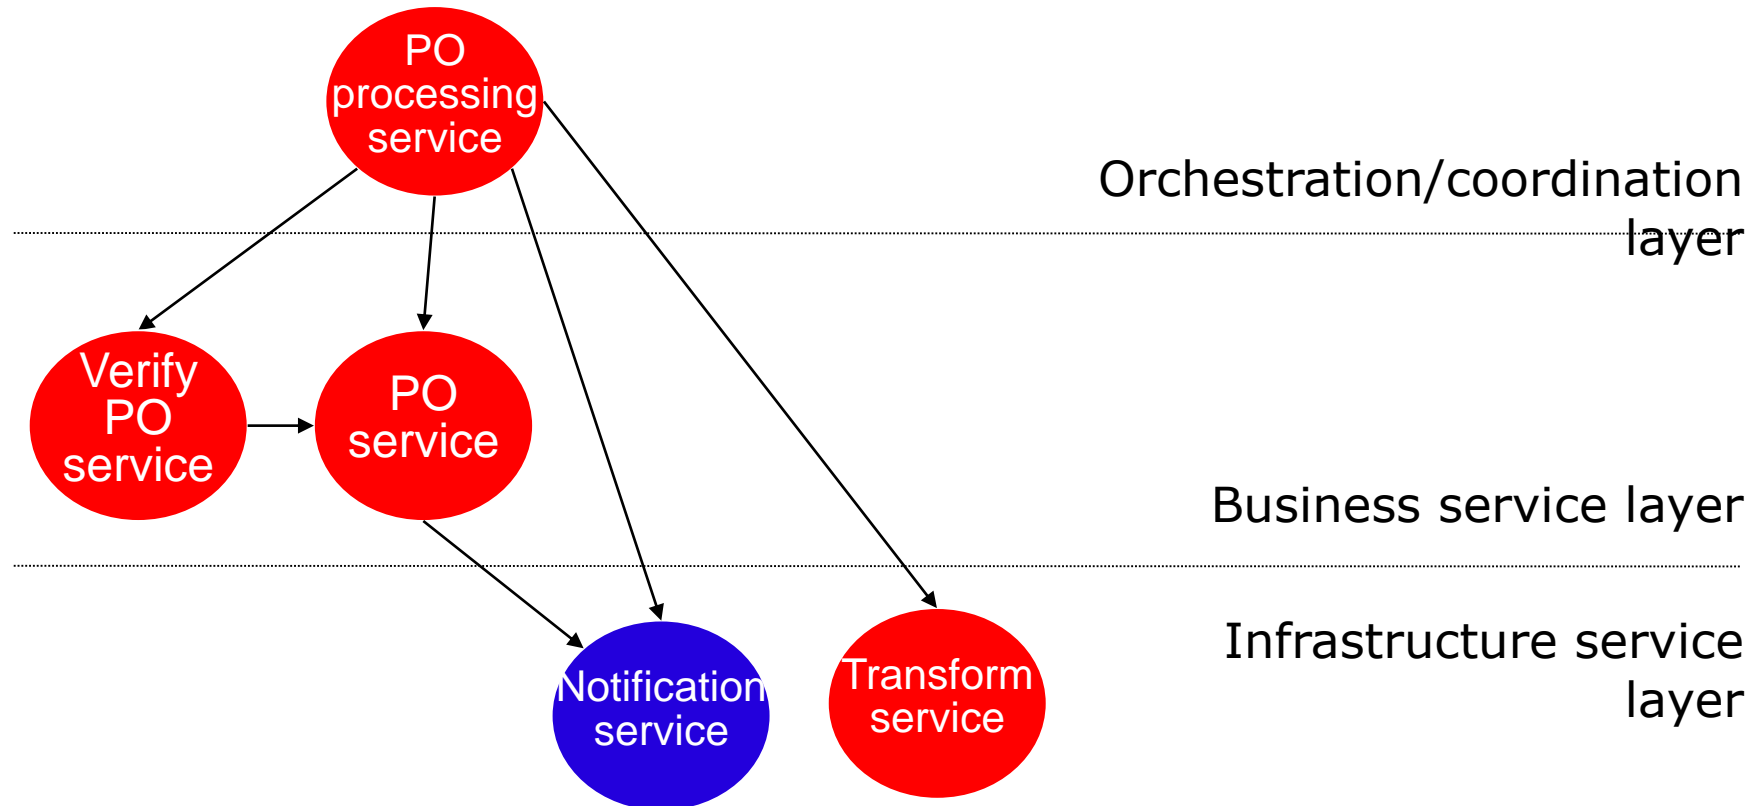 PO
processing
service
Orchestration/coordination
layer
Verify
PO
service
PO
service
Business service layer
Notification
service
Transform
service
Infrastructure service
layer